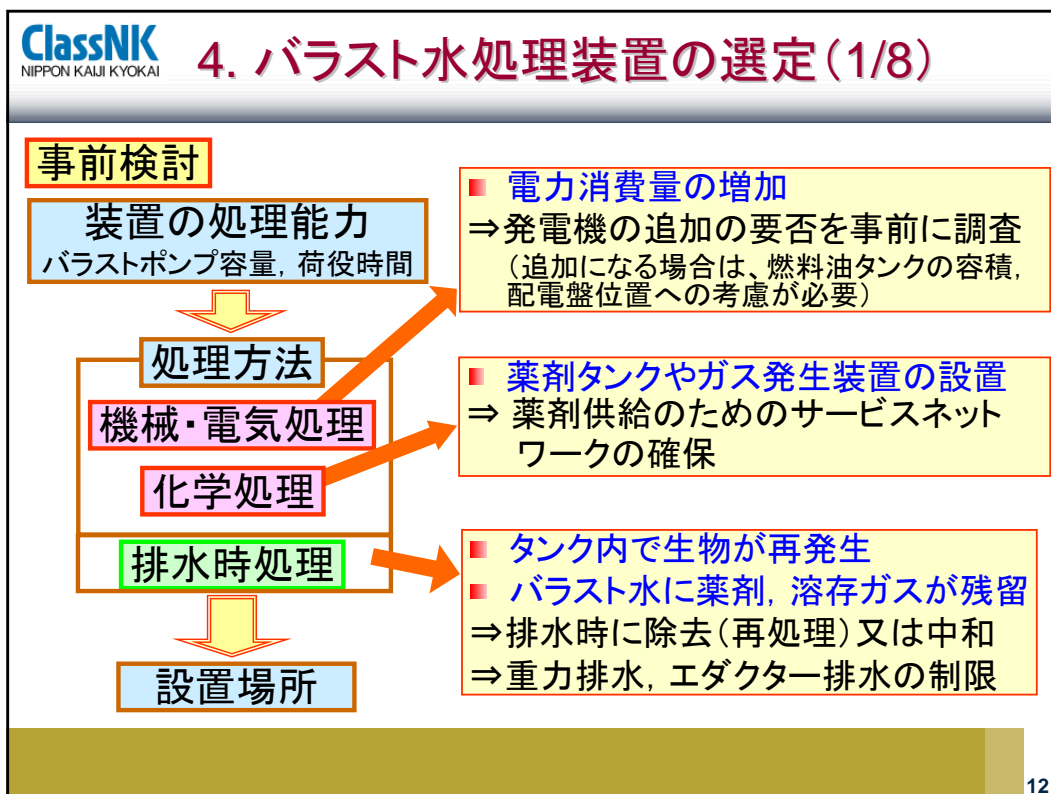 ClassNK
NIPPON KAIJI KYOKAI
4. バラスト水処理装置の選定(1/8)
事前検討
装置の処理能力
バラストポンプ容量, 荷役時間
処理方法
機械・電気処理
化学処理
排水時処理
設置場所
電力消費量の増加
⇒発電機の追加の要否を事前に調査
(追加になる場合は、燃料油タンクの容積,
配電盤位置への考慮が必要)
薬剤タンクやガス発生装置の設置
⇒ 薬剤供給のためのサービスネット
ワークの確保
タンク内で生物が再発生
バラスト水に薬剤, 溶存ガスが残留
⇒排水時に除去(再処理)又は中和
⇒重力排水, エダクター排水の制限
12